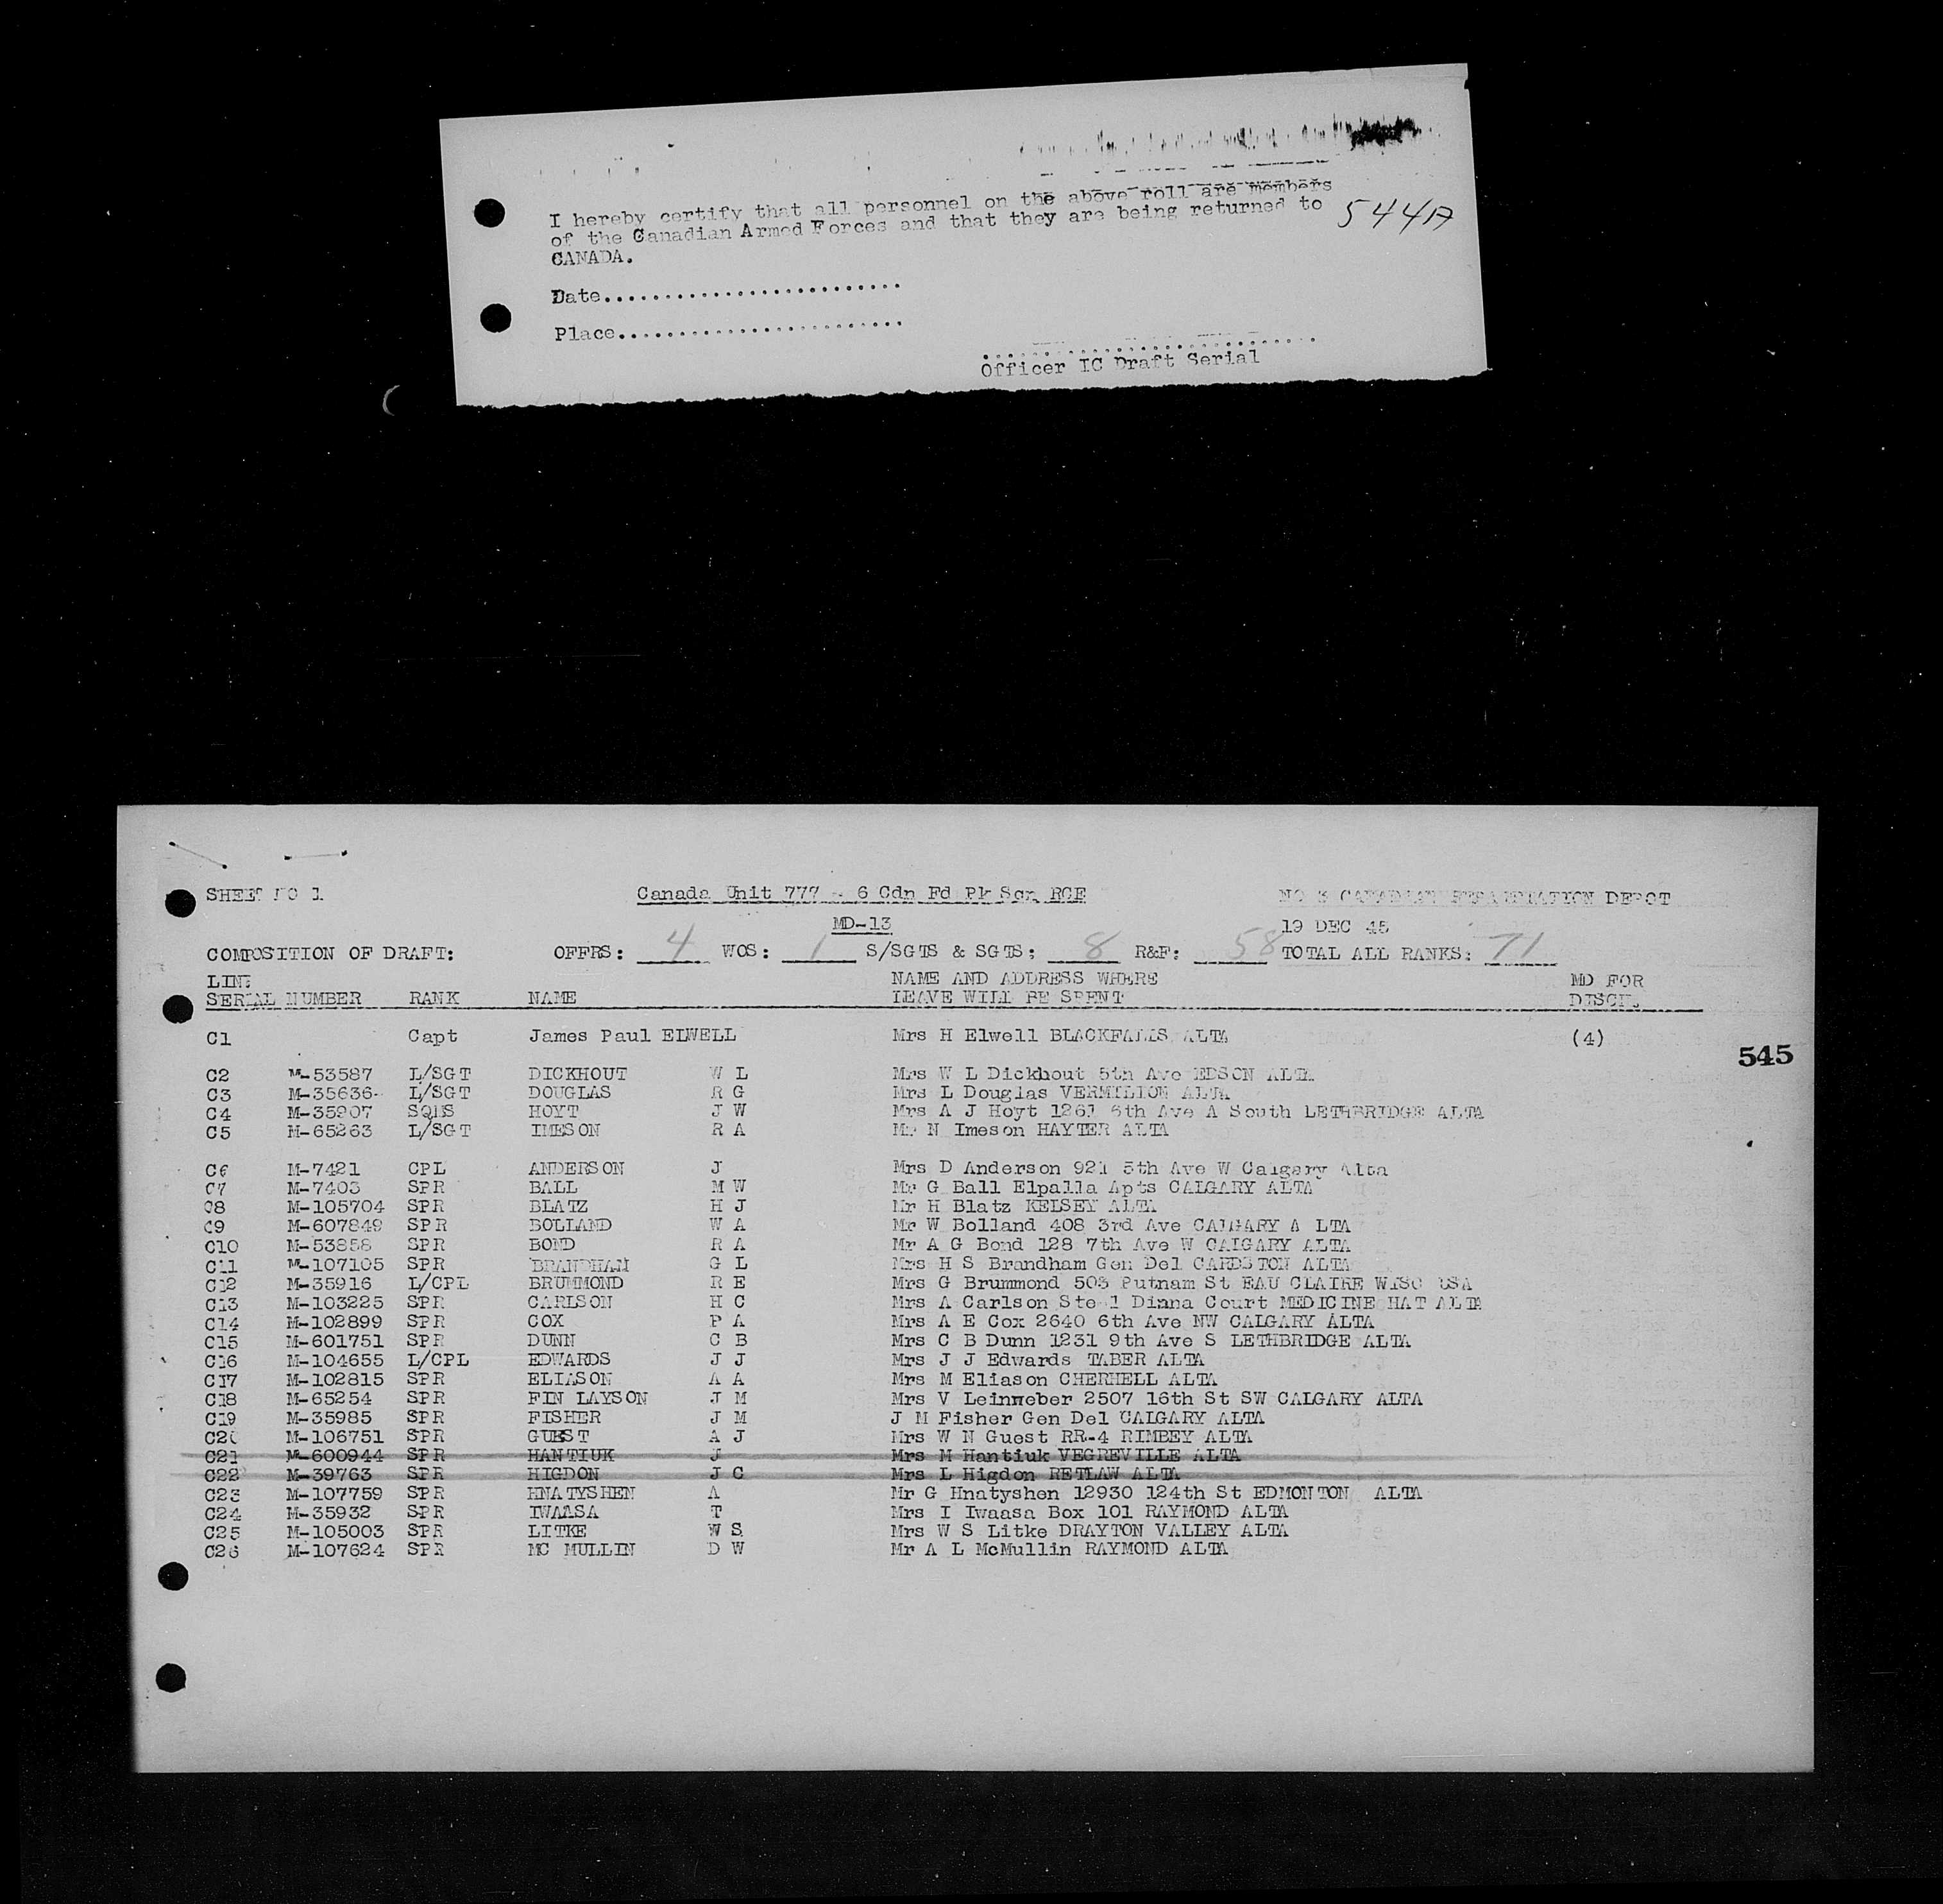 I hereby certify that all personnel on the above roll are members
of the Canadian Armed Forces and that they are being returned to
CANADA.
544A
Date.........................
Place........................
............................
Officer IC Draft Serial
SHEET NO 1 Canada Unit 777 - 6 Cdn Fd Pk Scn RCE NO 3 CANADIAN REPATRIATION DEPOT
MD-13 19 DEC 45
COMPOSITION OF DRAFT: OFFRS: 4 WOS: 1 S/SGTS & SGTS: 8 R&F: 58 TOTAL ALL RANKS: 71
LINE NAME AND ADDRESS WHERE MD FOR
SERIAL NUMBER RANK NAME LEAVE WILL BE SPENT DISCH.
C1 Capt James Paul ELWELL Mrs H Elwell BLACKFALLS ALTA (4)
545
C2 M-53587 L/SGT DICKHOUT W L Mrs W L Dickhout 5th Ave EDSON ALTA
C3 M-35636 L/SGT DOUGLAS R G Mrs L Douglas VERMILION ALTA
C4 M-35907 SQMS HOYT J W Mrs A J Hoyt 1261 6th Ave A South LETHBRIDGE ALTA
C5 M-65263 L/SGT IMESON R A Mr N Imeson HAYTER ALTA
C6 M-7421 CPL ANDERSON J Mrs D Anderson 921 5th Ave W Calgary Alta
C7 M-7403 SPR BALL M W Mr G Ball Elpalla Apts CALGARY ALTA
C8 M-105704 SPR BLATZ H J Mr H Blatz KELSEY ALTA
C9 M-607849 SPR BOLLAND W A Mr W Bolland 408 3rd Ave CALGARY A LTA
C10 M-53858 SPR BOND R A Mr A G Bond 128 7th Ave W CALGARY ALTA
C11 M-107105 SPR BRANDHAM G L Mrs H S Brandham Gen Del CARDSTON ALTA
C12 M-35916 L/CPL BRUMMOND R E Mrs G Brummond 503 Putnam St EAU CLAIRE WISC USA
C13 M-103225 SPR CARLSON H C Mrs A Carlson Ste 1 Diana Court MEDICINE HAT ALTA
C14 M-102899 SPR COX P A Mrs A E Cox 2640 6th Ave NW CALGARY ALTA
C15 M-601751 SPR DUNN C B Mrs C B Dunn 1231 9th Ave S LETHBRIDGE ALTA
C16 M-104655 L/CPL EDWARDS J J Mrs J J Edwards TABER ALTA
C17 M-102815 SPR ELIASON A A Mrs M Eliason CHERHELL ALTA
C18 M-65254 SPR FIN LAYSON J M Mrs V Leinweber 2507 16th St SW CALGARY ALTA
C19 M-35985 SPR FISHER J M J M Fisher Gen Del CALGARY ALTA
C20 M-106751 SPR GUEST A J Mrs W N Guest RR-4 RIMBEY ALTA
C21 M-600944 SPR HANTIUK J Mrs M Hantiuk VEGREVILLE ALTA
C22 M-39763 SPR HIGDON J C Mrs L Higdon RETLAW ALTA
C23 M-107759 SPR HNATYSHEN A Mr G Hnatyshen 12930 124th St EDMONTON ALTA
C24 M-35932 SPR IWAASA T Mrs I Iwaasa Box 101 RAYMOND ALTA
C25 M-105003 SPR LITKE W S Mrs W S Litke DRAYTON VALLEY ALTA
C26 M-107624 SPR MC MULLIN D W Mr A L McMullin RAYMOND ALTA